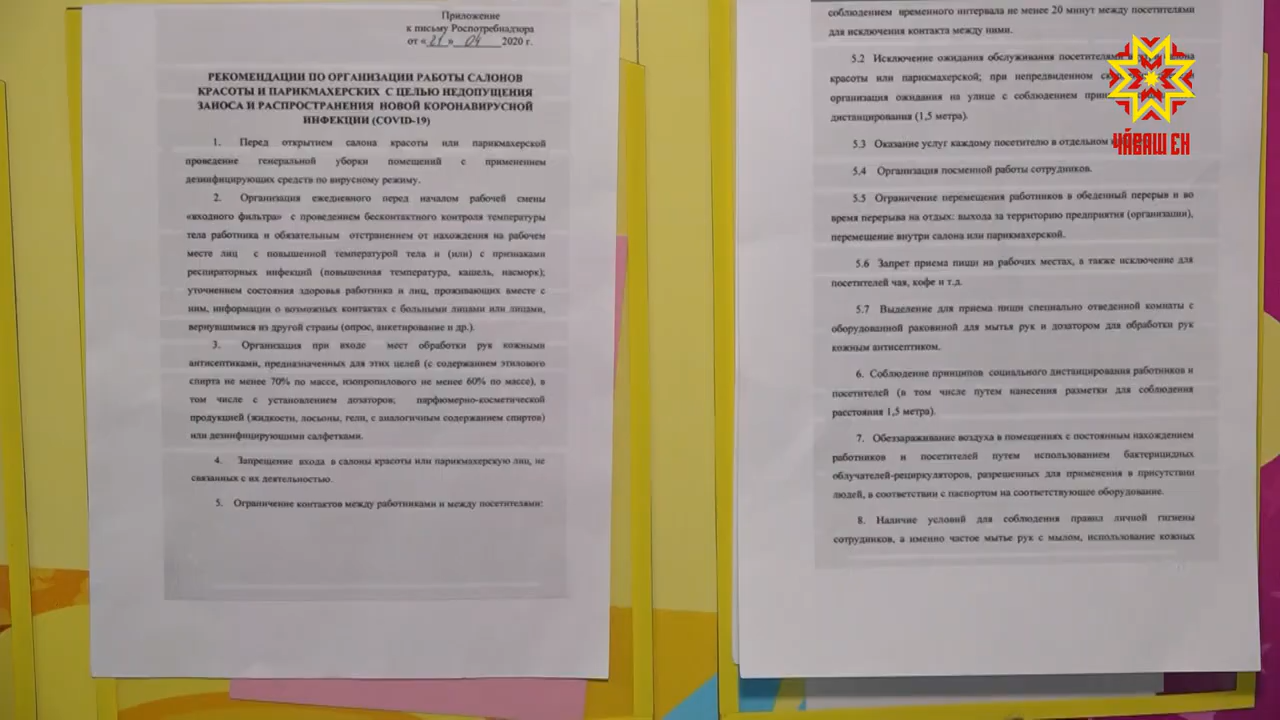 Приложение
к письму Роспотребнадзора
от «21» 04 2020 г.
РЕКОМЕНДАЦИИ ПО ОРГАНИЗАЦИИ РАБОТЫ САЛОНОВ
КРАСОТЫ И ПАРИКМАХЕРСКИХ С ЦЕЛЬЮ НЕДОПУЩЕНИЯ
ЗАНОСА И РАСПРОСТРАНЕНИЯ НОВОЙ КОРОНАВИРУСНОЙ
ИНФЕКЦИИ (COVID-19)
1. Перед открытием салона красоты или парикмахерской
проведение генеральной уборки помещений с применением
дезинфицирующих средств по вирусному режиму.
2. Организация ежедневного перед началом рабочей смены
«входного фильтра» с проведением бесконтактного контроля температуры
тела работника и обязательным отстранением от нахождения на рабочем
месте лиц с повышенной температурой тела и (или) с признаками
респираторных инфекций (повышенная температура, кашель, насморк);
уточнением состояния здоровья работника и лиц, проживающих вместе с
ним, информации о возможных контактах с больными лицами или лицами,
вернувшимися из другой страны (опрос, анкетирование и др.).
3. Организация при входе мест обработки рук кожными
антисептиками, предназначенных для этих целей (с содержанием этилового
спирта не менее 70% по массе, изопропилового не менее 60% по массе), в
том числе с установлением дозаторов; парфюмерно-косметической
продукцией (жидкости, лосьоны, гели, с аналогичным содержанием спиртов)
или дезинфицирующими салфетками.
4. Запрещение входа в салоны красоты или парикмахерскую лиц, не
связанных с их деятельностью.
5. Ограничение контактов между работниками и между посетителями:
соблюдением временного интервала не менее 20 минут между посетителями
для исключения контакта между ними.
5.2 Исключение ожидания обслуживания посетителями
красоты или парикмахерской; при непредвиденном
организация ожидания на улице с соблюдением
дистанцирования (1,5 метра).
5.3 Оказание услуг каждому посетителю в отдельном
5.4 Организация посменной работы сотрудников.
5.5 Ограничение перемещения работников в обеденный перерыв и во
время перерыва на отдых: выхода за территорию предприятия (организации),
перемещение внутри салона или парикмахерской.
5.6 Запрет приема пищи на рабочих местах, а также исключение для
посетителей чая, кофе и т.д.
5.7 Выделение для приема пищи специально отведенной комнаты с
оборудованной раковиной для мытья рук и дозатором для обработки рук
кожным антисептиком.
6. Соблюдение принципов социального дистанцирования работников и
посетителей (в том числе путем нанесения разметки для соблюдения
расстояния 1,5 метра).
7. Обеззараживание воздуха в помещениях с постоянным нахождением
работников и посетителей путем использованием бактерицидных
облучателей-рециркуляторов, разрешенных для применения в присутствии
людей, в соответствии с паспортом на соответствующее оборудование.
8. Наличие условий для соблюдения правил личной гигиены
сотрудников, а именно частое мытье рук с мылом, использование кожных
ЧӐВАШ ЕН